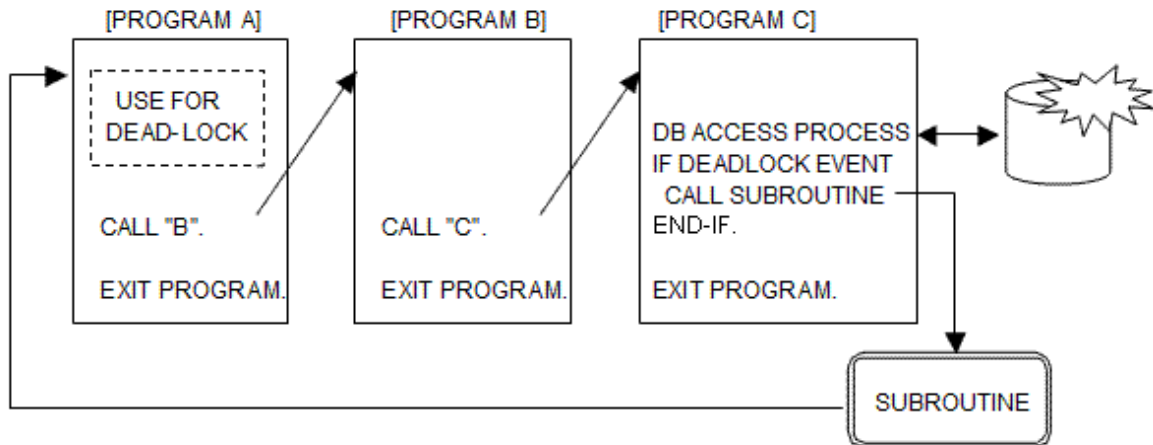 [PROGRAM A]
USE FOR
DEAD-LOCK
CALL "B".
EXIT PROGRAM.
[PROGRAM B]
CALL "C".
EXIT PROGRAM.
[PROGRAM C]
DB ACCESS PROCESS
IF DEADLOCK EVENT
CALL SUBROUTINE
END-IF.
EXIT PROGRAM.
SUBROUTINE